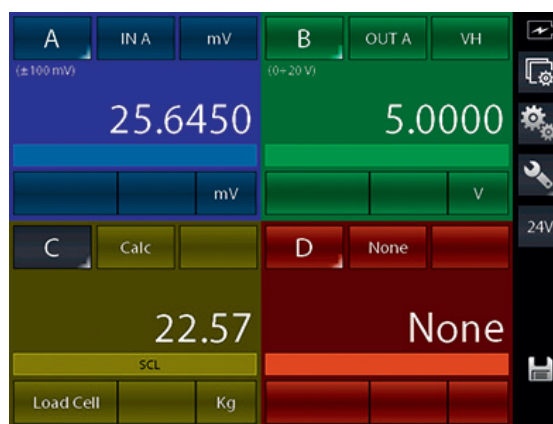 A IN A mV B OUT A VH
(±100 mV) (0÷20 V)
25.6450 5.0000
mV V
24V
C Calc D None
22.57 None
SCL
Load Cell Kg